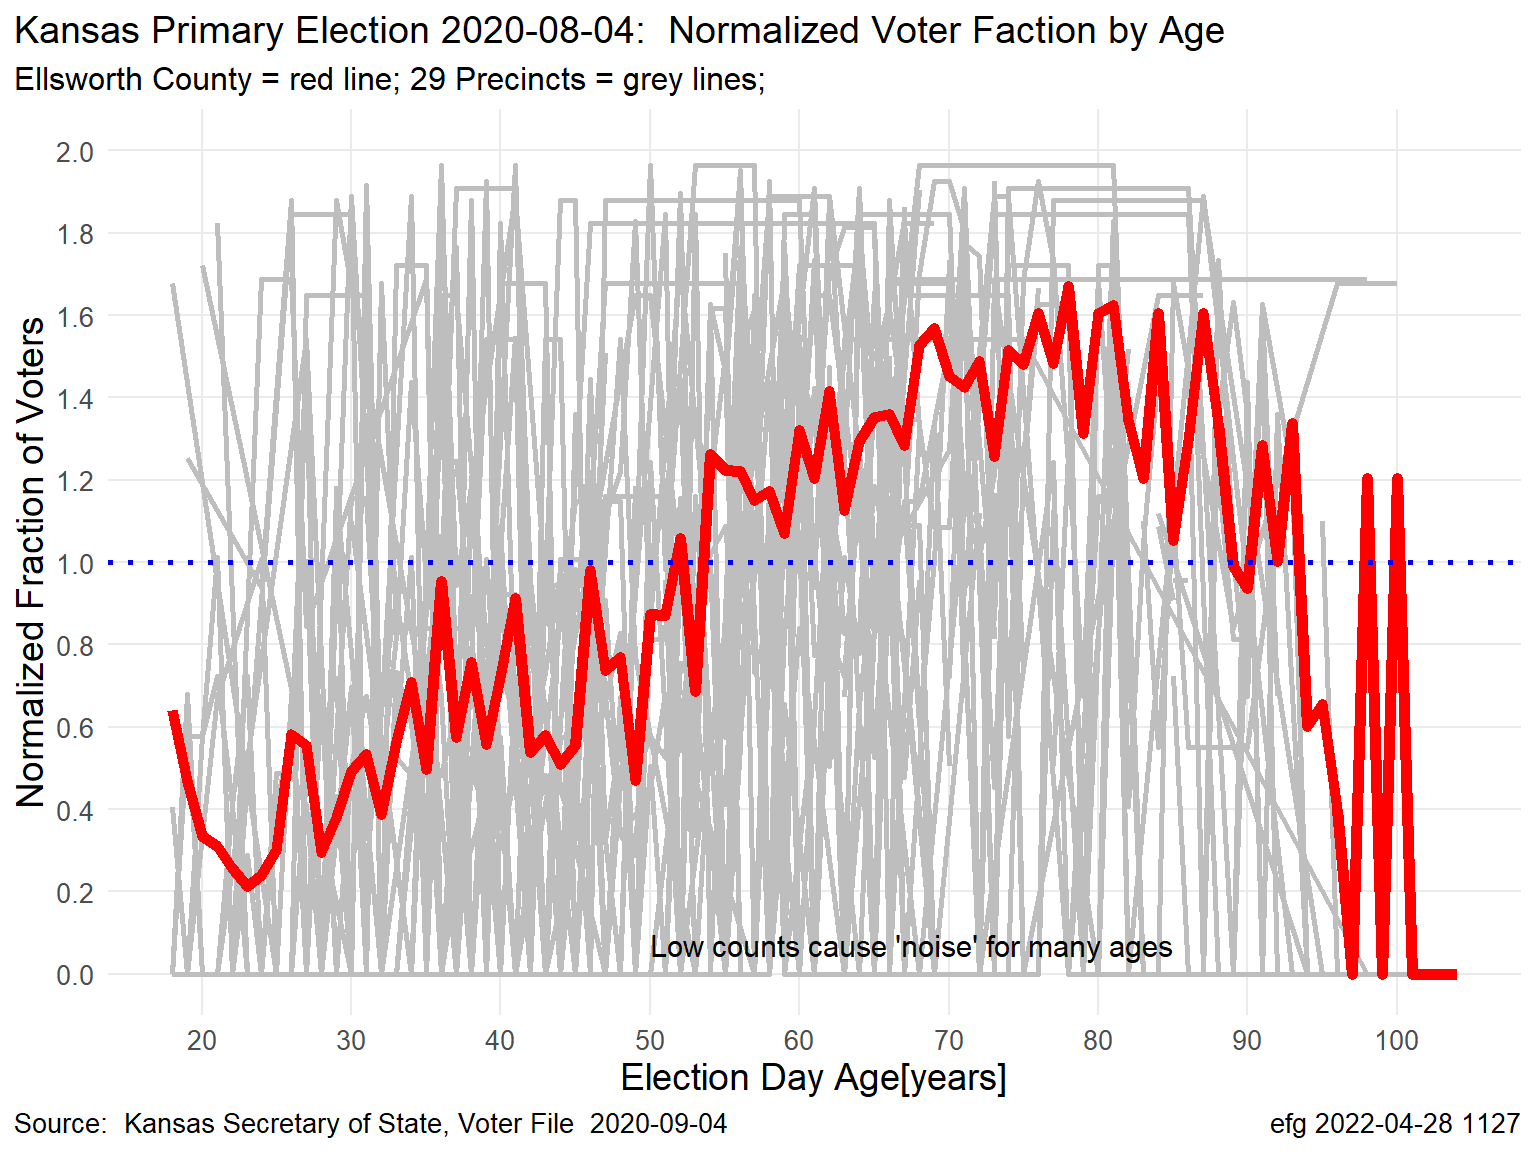 Kansas Primary Election 2020-08-04:  Normalized Voter Faction by Age
Ellsworth County = red line; 29 Precincts = grey lines;
Normalized Fraction of Voters
2.0
1.8
1.6
1.4
1.2
1.0
0.8
0.6
0.4
0.2
0.0
Low counts cause 'noise' for many ages
20 30 40 50 60 70 80 90 100
Election Day Age[years]
Source:  Kansas Secretary of State, Voter File  2020-09-04
efg 2022-04-28 1127